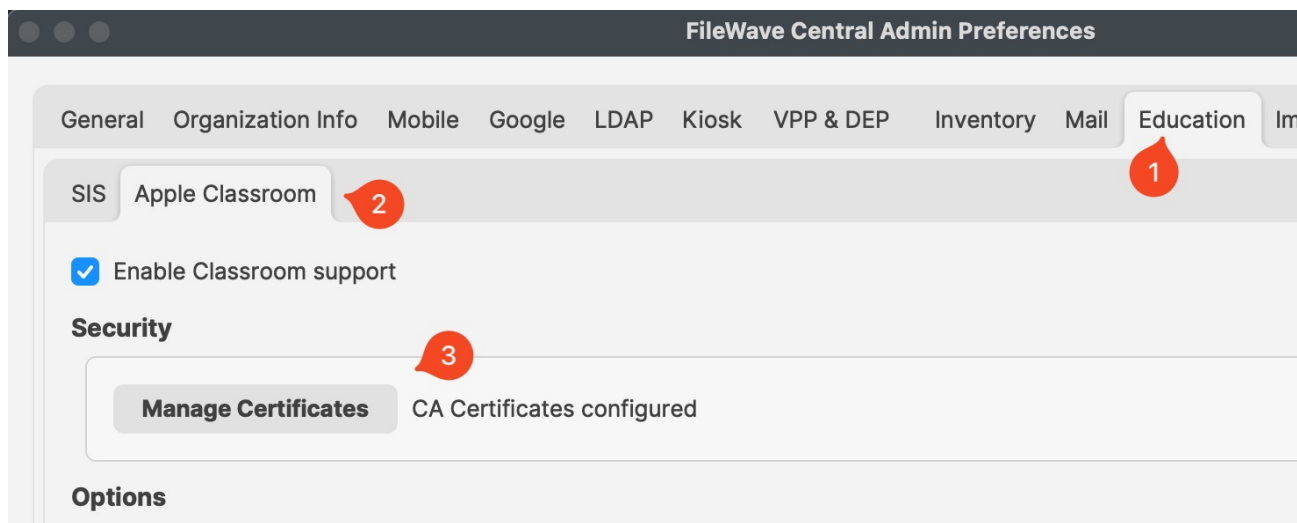 FileWave Central Admin Preferences
General Organization Info Mobile Google LDAP Kiosk VPP & DEP Inventory Mail Education
1
SIS Apple Classroom
2
Enable Classroom support
Security
3
Manage Certificates CA Certificates configured
Options